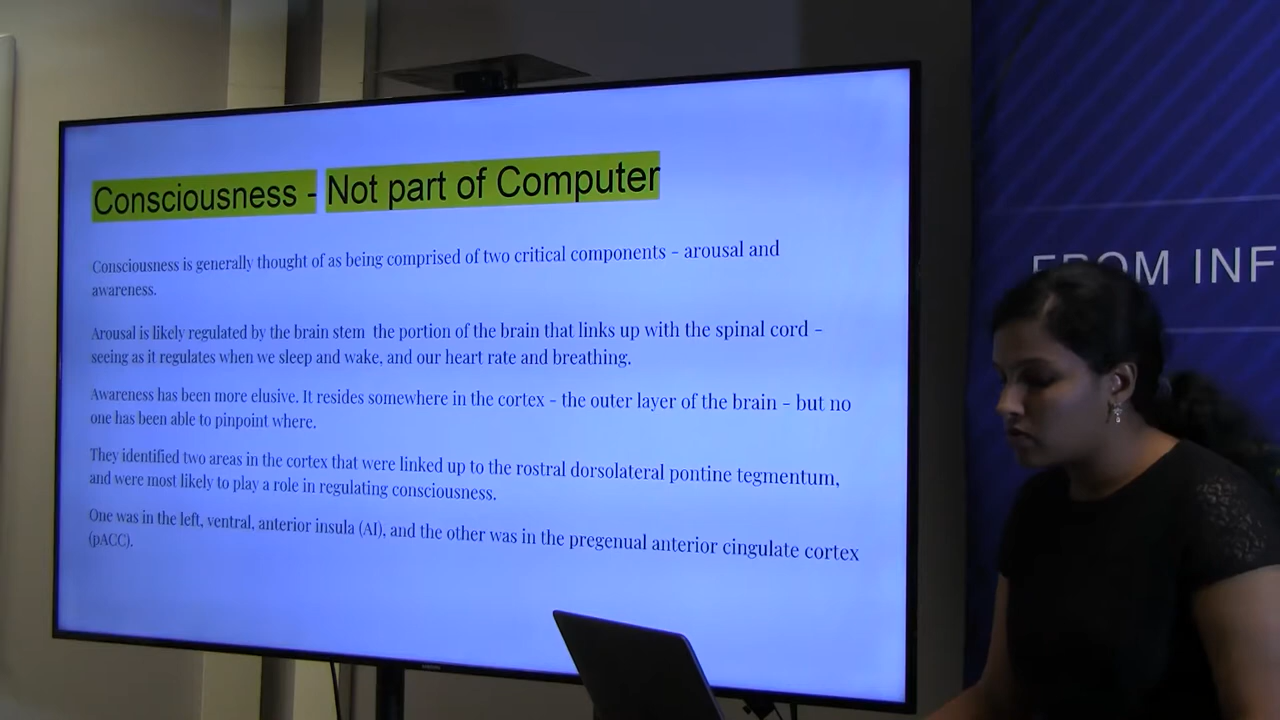 Consciousness - Not part of Computer
Consciousness is generally thought of as being comprised of two critical components - arousal and
awareness.
Arousal is likely regulated by the brain stem the portion of the brain that links up with the spinal cord -
seeing as it regulates when we sleep and wake, and our heart rate and breathing.
Awareness has been more elusive. It resides somewhere in the cortex - the outer layer of the brain - but no
one has been able to pinpoint where.
They identified two areas in the cortex that were linked up to the rostral dorsolateral pontine tegmentum,
and were most likely to play a role in regulating consciousness.
One was in the left, ventral, anterior insula (AI), and the other was in the pregenual anterior cingulate cortex
(pACC).
FROM INF
SAMSUNG